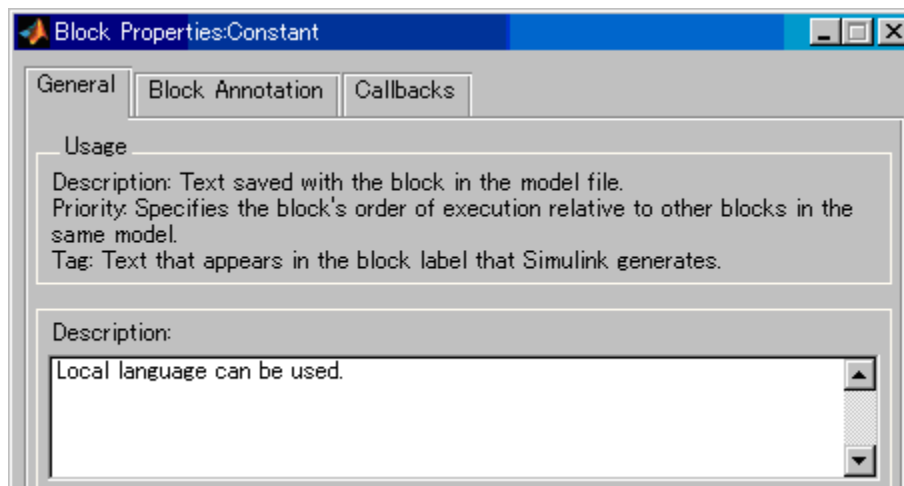 Block Properties:Constant
General Block Annotation Callbacks
Usage
Description: Text saved with the block in the model file.
Priority: Specifies the block's order of execution relative to other blocks in the
same model.
Tag: Text that appears in the block label that Simulink generates.
Description:
Local language can be used.